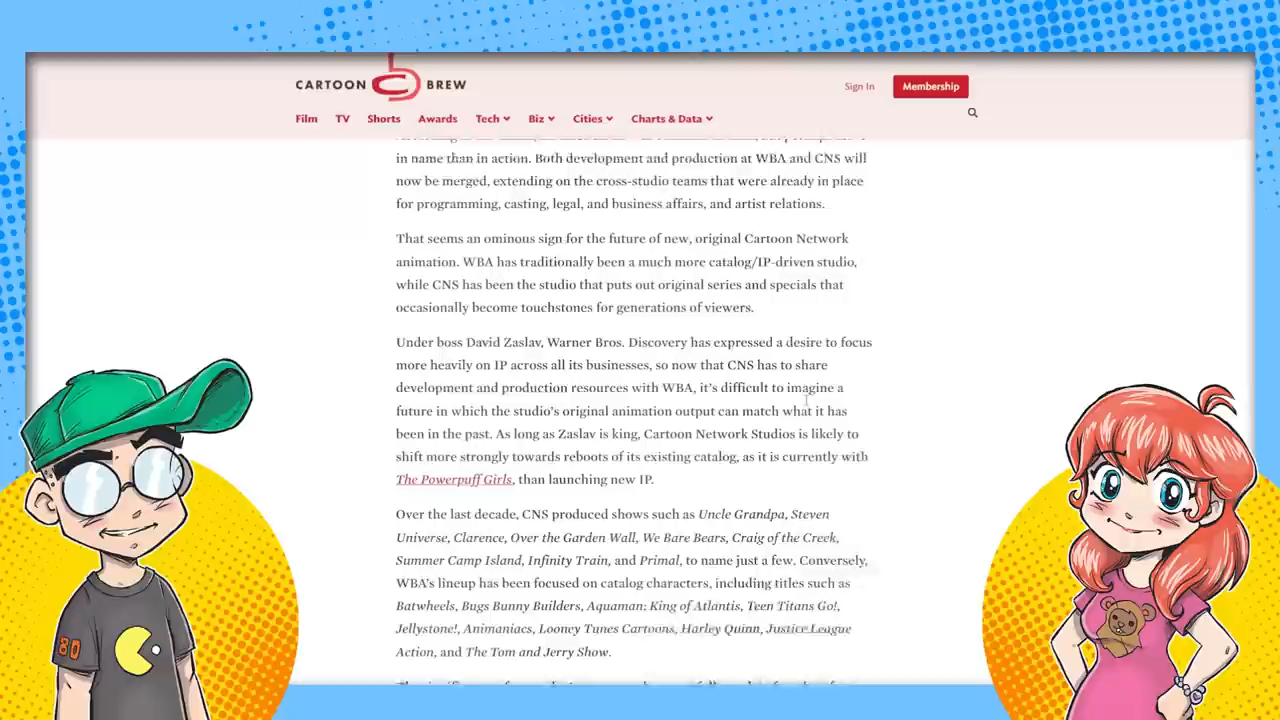 CARTOON BREW
Sign In
Membership
Film TV Shorts Awards Tech Biz Cities Charts & Data
in name than in action. Both development and production at WBA and CNS will
now be merged, extending on the cross-studio teams that were already in place
for programming, casting, legal, and business affairs, and artist relations.
That seems an ominous sign for the future of new, original Cartoon Network
animation. WBA has traditionally been a much more catalog/IP-driven studio,
while CNS has been the studio that puts out original series and specials that
occasionally become touchstones for generations of viewers.
Under boss David Zaslav, Warner Bros. Discovery has expressed a desire to focus
more heavily on IP across all its businesses, so now that CNS has to share
development and production resources with WBA, it's difficult to imagine a
future in which the studio's original animation output can match what it has
been in the past. As long as Zaslav is king, Cartoon Network Studios is likely to
shift more strongly towards reboots of its existing catalog, as it is currently with
The Powerpuff Girls, than launching new IP.
Over the last decade, CNS produced shows such as Uncle Grandpa, Steven
Universe, Clarence, Over the Garden Wall, We Bare Bears, Craig of the Creek,
Summer Camp Island, Infinity Train, and Primal, to name just a few. Conversely,
WBA's lineup has been focused on catalog characters, including titles such as
Batwheels, Bugs Bunny Builders, Aquaman: King of Atlantis, Teen Titans Go!,
Jellystone!, Animaniacs, Looney Tunes Cartoons, Harley Quinn, Justice League
Action, and The Tom and Jerry Show.
80